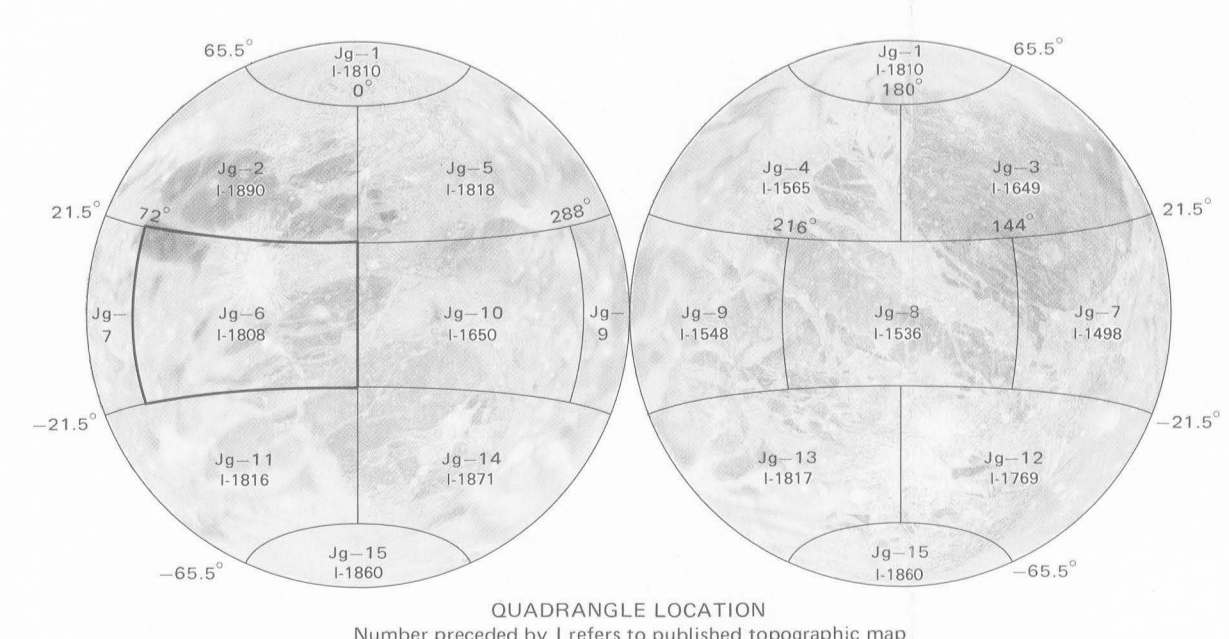 65.5°
Jg—1
I-1810
0°
Jg—2
I-1890
Jg—5
I-1818
21.5°
72°
288°
Jg—
7
Jg—6
I-1808
Jg—10
I-1650
Jg—
9
—21.5°
Jg—11
I-1816
Jg—14
I-1871
Jg—15
I-1860
—65.5°
Jg—1
I-1810
180°
65.5°
Jg—4
I-1565
Jg—3
I-1649
21.5°
216°
144°
Jg—9
I-1548
Jg—8
I-1536
Jg—7
I-1498
—21.5°
Jg—13
I-1817
Jg—12
I-1769
Jg—15
I-1860
—65.5°
QUADRANGLE LOCATION
Number preceded by I refers to published topographic map